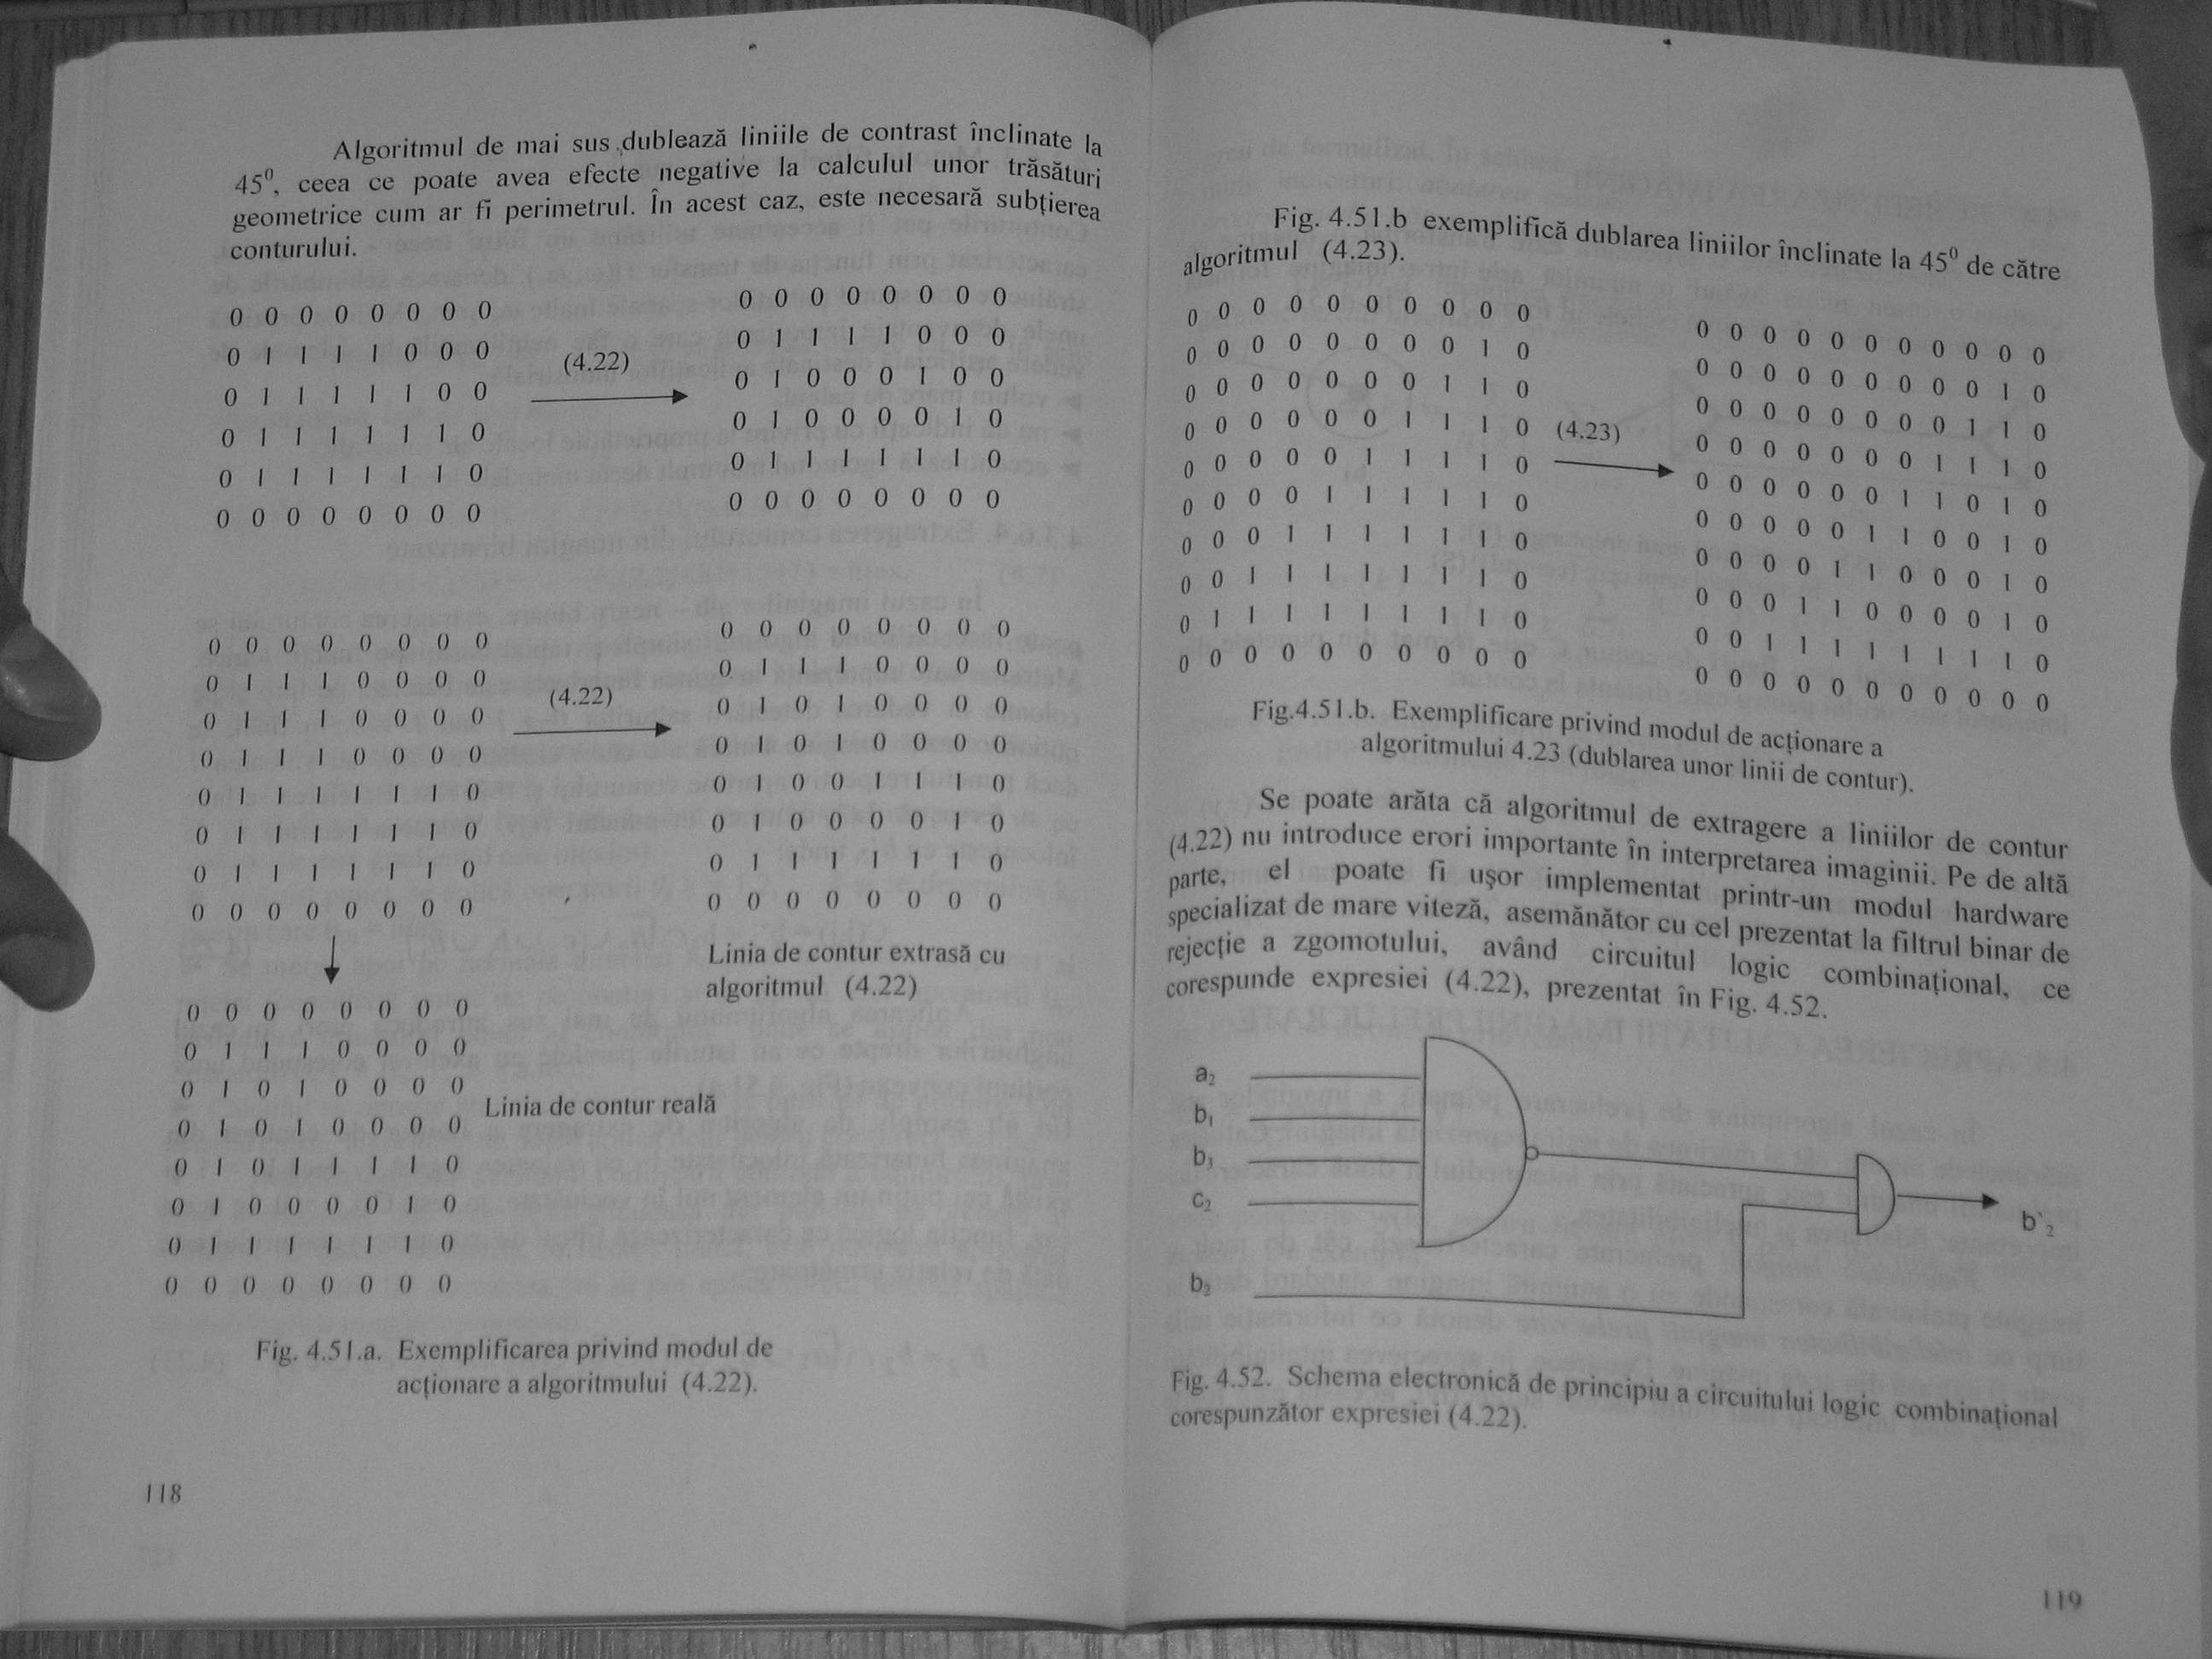 Algoritmul de mai sus dublează liniile de contrast înclinate la
45⁰, ceea ce poate avea efecte negative la calculul unor trăsături
geometrice cum ar fi perimetrul. În acest caz, este necesară subțierea
conturului.
0 0 0 0 0 0 0 0
0 1 1 1 1 0 0 0
0 1 1 1 1 1 0 0
0 1 1 1 1 1 1 0
0 1 1 1 1 1 1 0
0 0 0 0 0 0 0 0
(4.22)
0 0 0 0 0 0 0 0
0 1 1 1 1 0 0 0
0 1 0 0 0 1 0 0
0 1 0 0 0 0 1 0
0 1 1 1 1 1 1 0
0 0 0 0 0 0 0 0
0 0 0 0 0 0 0 0
0 1 1 1 0 0 0 0
0 1 1 1 0 0 0 0
0 1 1 1 0 0 0 0
0 1 1 1 1 1 1 0
0 1 1 1 1 1 1 0
0 1 1 1 1 1 1 0
0 0 0 0 0 0 0 0
(4.22)
0 0 0 0 0 0 0 0
0 1 1 1 0 0 0 0
0 1 0 1 0 0 0 0
0 1 0 1 0 0 0 0
0 1 0 0 1 1 1 0
0 1 0 0 0 0 1 0
0 1 1 1 1 1 1 0
0 0 0 0 0 0 0 0
Linia de contur extrasă cu
algoritmul (4.22)
0 0 0 0 0 0 0 0
0 1 1 1 0 0 0 0
0 1 0 1 0 0 0 0
0 1 0 1 0 0 0 0
0 1 0 1 1 1 1 0
0 1 0 0 0 0 1 0
0 1 1 1 1 1 1 0
0 0 0 0 0 0 0 0
Linia de contur reală
Fig. 4.51.a. Exemplificarea privind modul de
acționare a algoritmului (4.22).
118
Fig. 4.51.b exemplifică dublarea liniilor înclinate la 45⁰ de către
algoritmul (4.23).
0 0 0 0 0 0 0 0 0 0
0 0 0 0 0 0 0 0 1 0
0 0 0 0 0 0 0 1 1 0
0 0 0 0 0 0 1 1 1 0
0 0 0 0 0 1 1 1 1 0
0 0 0 0 1 1 1 1 1 0
0 0 0 1 1 1 1 1 1 0
0 0 1 1 1 1 1 1 1 0
0 1 1 1 1 1 1 1 1 0
0 0 0 0 0 0 0 0 0 0
(4.23)
0 0 0 0 0 0 0 0 0 0 0
0 0 0 0 0 0 0 0 0 1 0
0 0 0 0 0 0 0 0 1 1 0
0 0 0 0 0 0 0 1 1 1 0
0 0 0 0 0 0 1 1 0 1 0
0 0 0 0 0 1 1 0 0 1 0
0 0 0 0 1 1 0 0 0 1 0
0 0 0 1 1 0 0 0 0 1 0
0 0 1 1 1 1 1 1 1 1 0
0 0 0 0 0 0 0 0 0 0 0
Fig.4.51.b. Exemplificare privind modul de acționare a
algoritmului 4.23 (dublarea unor linii de contur).
Se poate arăta că algoritmul de extragere a liniilor de contur
(4.22) nu introduce erori importante în interpretarea imaginii. Pe de altă
parte, el poate fi ușor implementat printr-un modul hardware
specializat de mare viteză, asemănător cu cel prezentat la filtrul binar de
rejecție a zgomotului, având circuitul logic combinațional, ce
corespunde expresiei (4.22), prezentat în Fig. 4.52.
a₂
b₁
b₃
c₂
b₂
b`₂
Fig. 4.52. Schema electronică de principiu a circuitului logic combinațional
corespunzător expresiei (4.22).
119